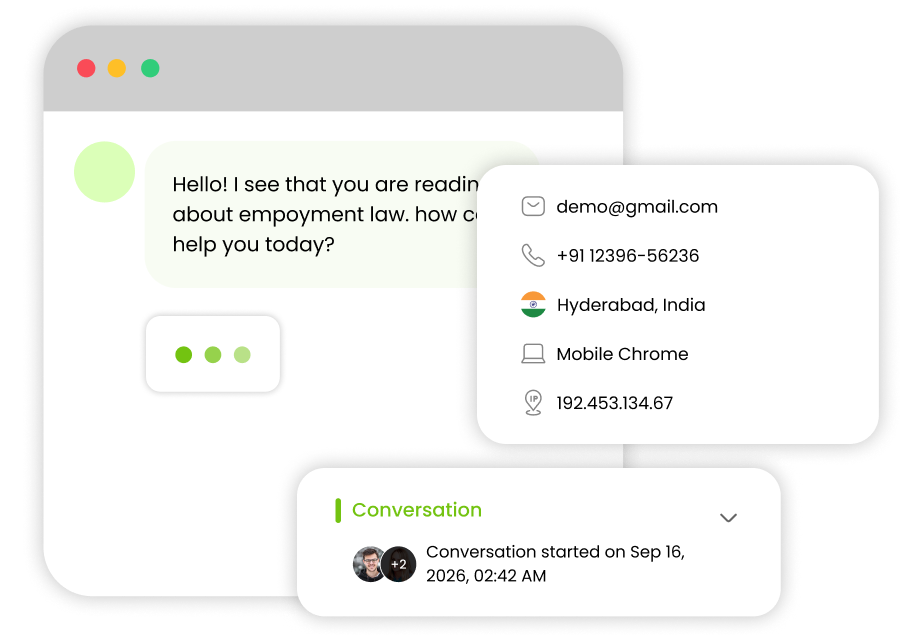 Hello! I see that you are
about empoyment law. how
help you today?
demo@gmail.com
+91 12396-56236
Hyderabad, India
Mobile Chrome
IP
192.453.134.67
Conversation
+2
Conversation started on Sep 16,
2026, 02:42 AM